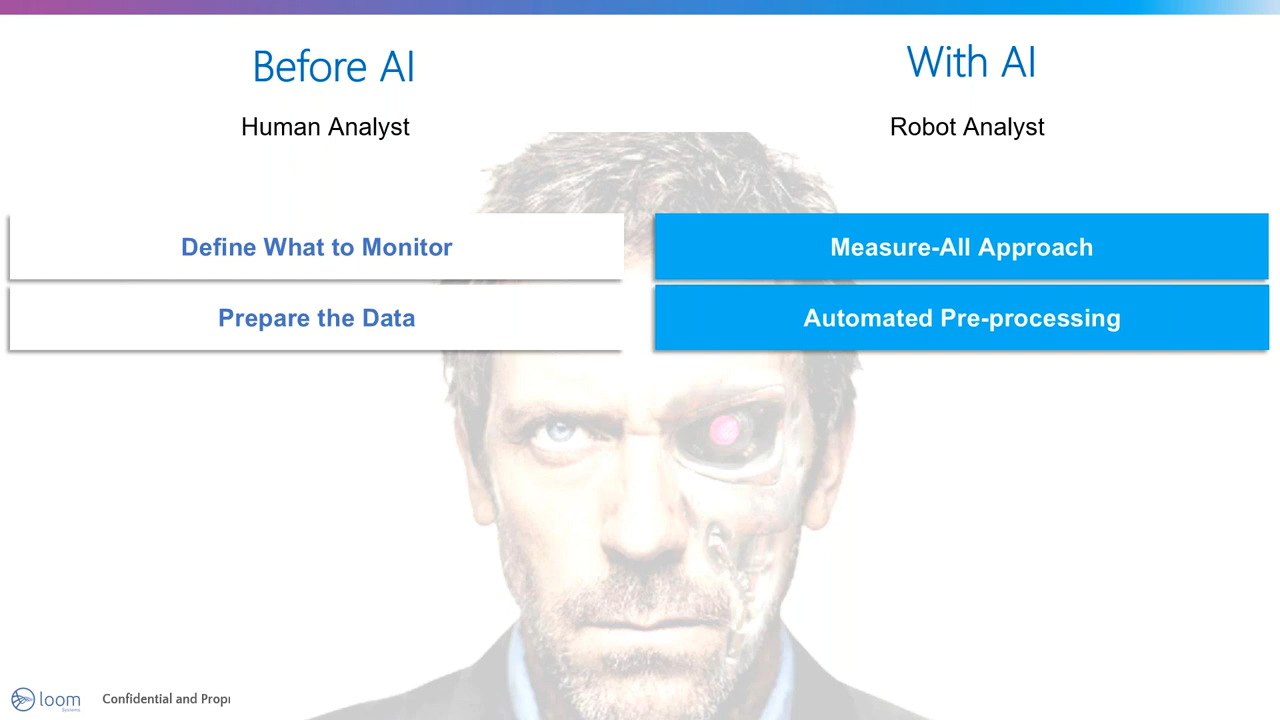 Before AI
With AI
Human Analyst
Robot Analyst
Define What to Monitor
Measure-All Approach
Prepare the Data
Automated Pre-processing
loom
Systems
Confidential and